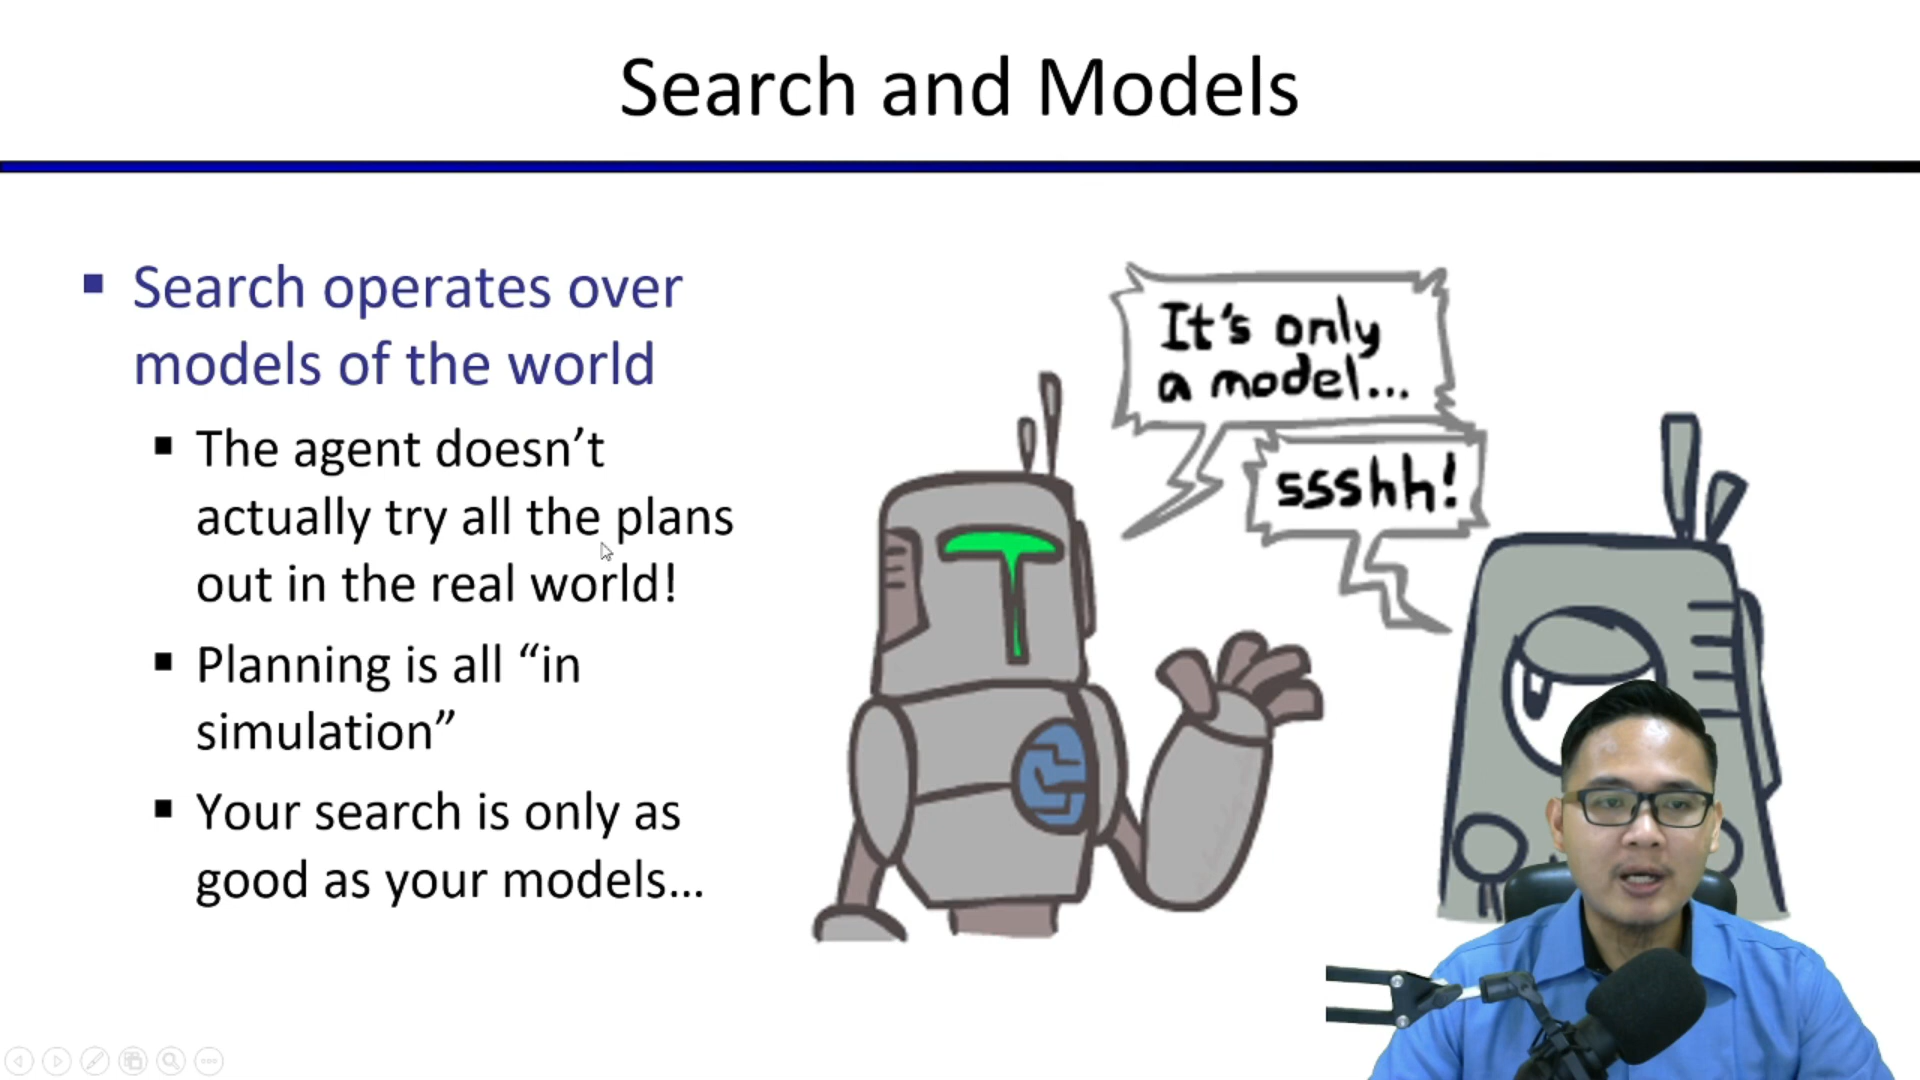 Search and Models
▪ Search operates over
models of the world
▪ The agent doesn’t
actually try all the plans
out in the real world!
▪ Planning is all “in
simulation”
▪ Your search is only as
good as your models…
It's only
a model...
ssshh!